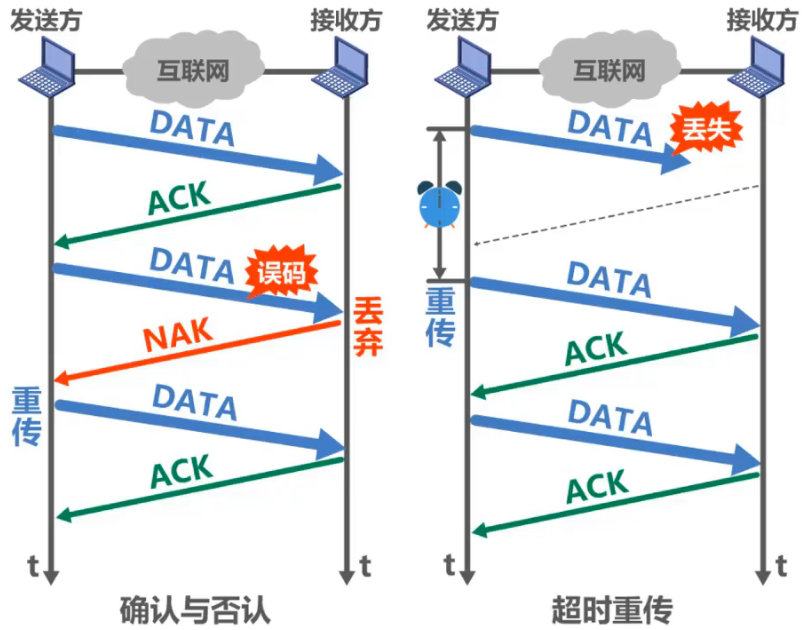 发送方
接收方
互联网
DATA
ACK
DATA
误码
丢弃
NAK
重传
DATA
ACK
t
t
确认与否认
发送方
接收方
互联网
DATA
丢失
重传
DATA
ACK
DATA
ACK
t
t
超时重传